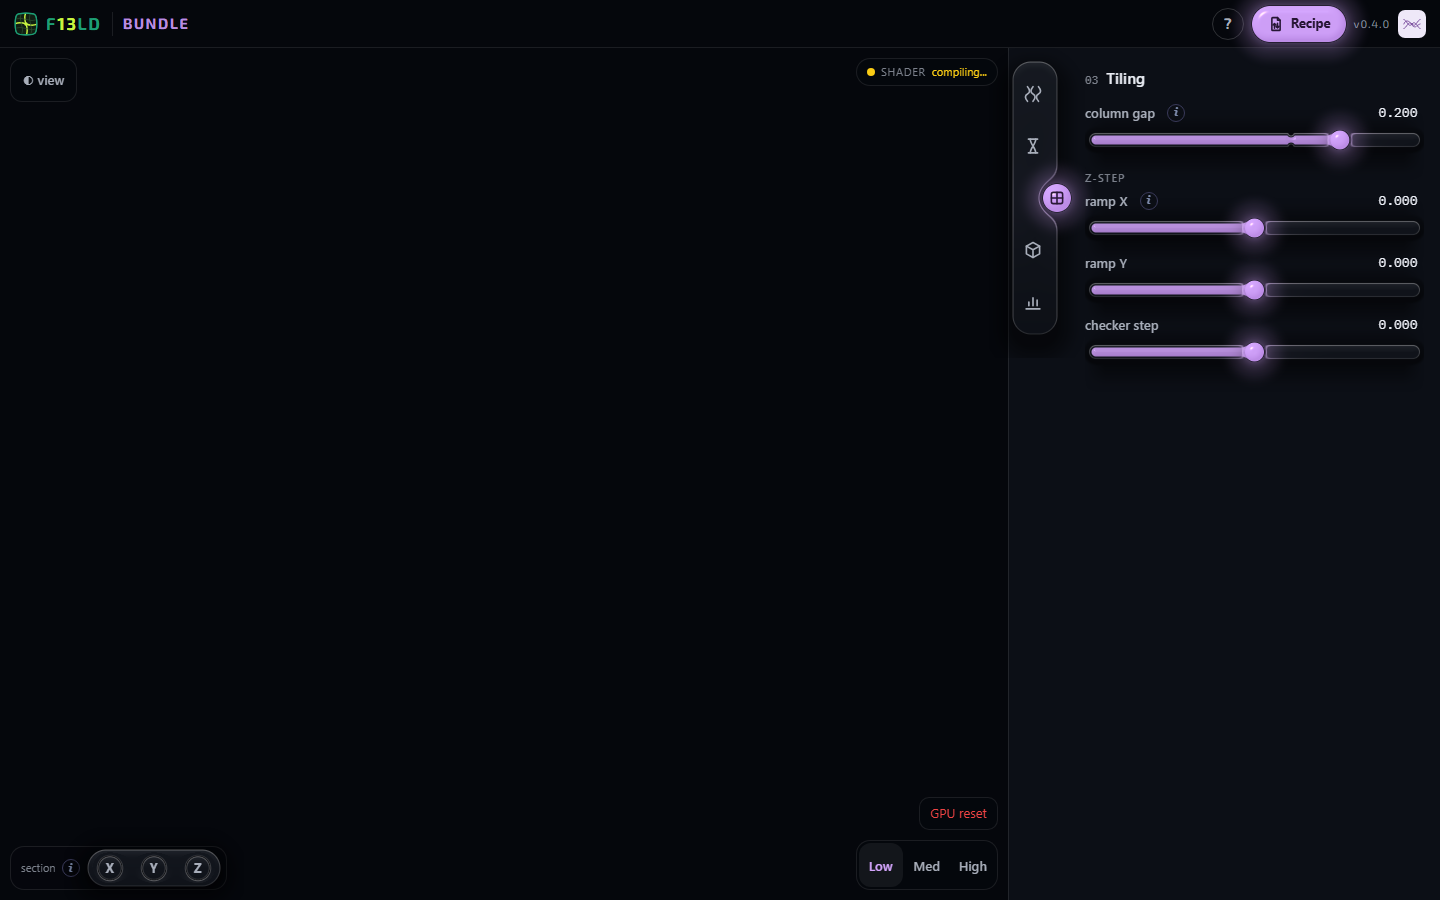 F13LD BUNDLE
? Recipe v0.4.0
view
SHADER compiling...
03 Tiling
column gap i 0.200
Z-STEP
ramp X i 0.000
ramp Y 0.000
checker step 0.000
GPU reset
section i X Y Z
Low Med High